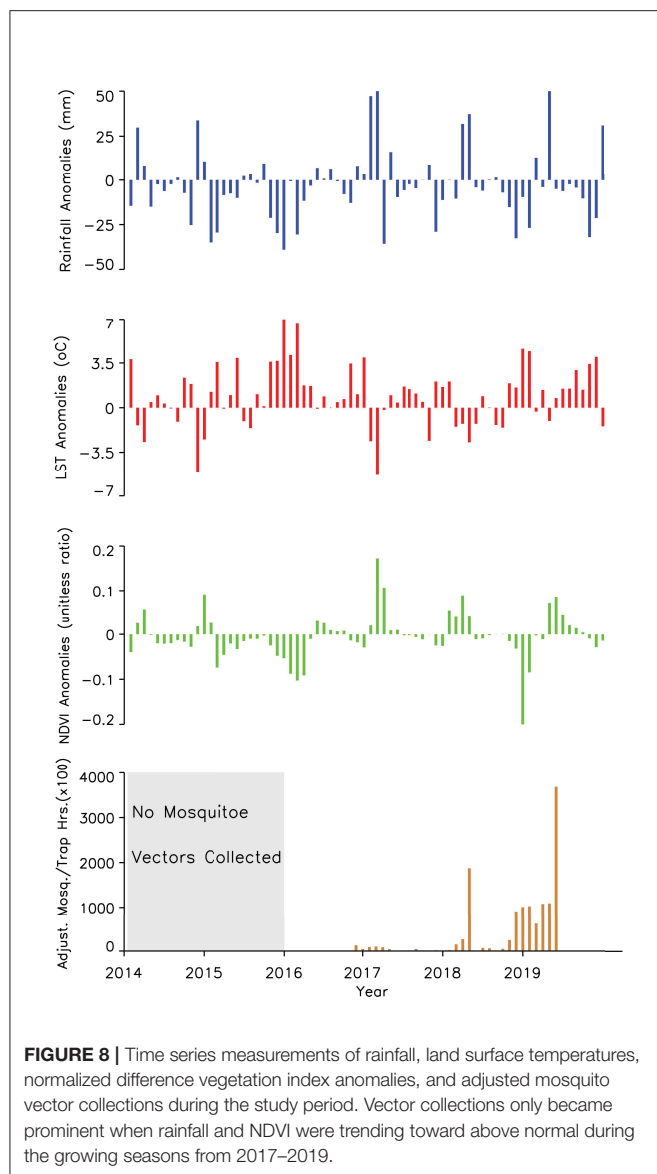 Rainfall Anomalies (mm)
50
25
0
−25
−50
LST Anomalies (oC)
7
3.5
0
−3.5
−7
NDVI Anomalies (unitless ratio)
0.2
0.1
0
−0.1
−0.2
Adjust. Mosq./Trap Hrs.(x100)
4000
3000
2000
1000
0
No Mosquitoe
Vectors Collected
2014 2015 2016 2017 2018 2019
Year
FIGURE 8 | Time series measurements of rainfall, land surface temperatures,
normalized difference vegetation index anomalies, and adjusted mosquito
vector collections during the study period. Vector collections only became
prominent when rainfall and NDVI were trending toward above normal during
the growing seasons from 2017–2019.